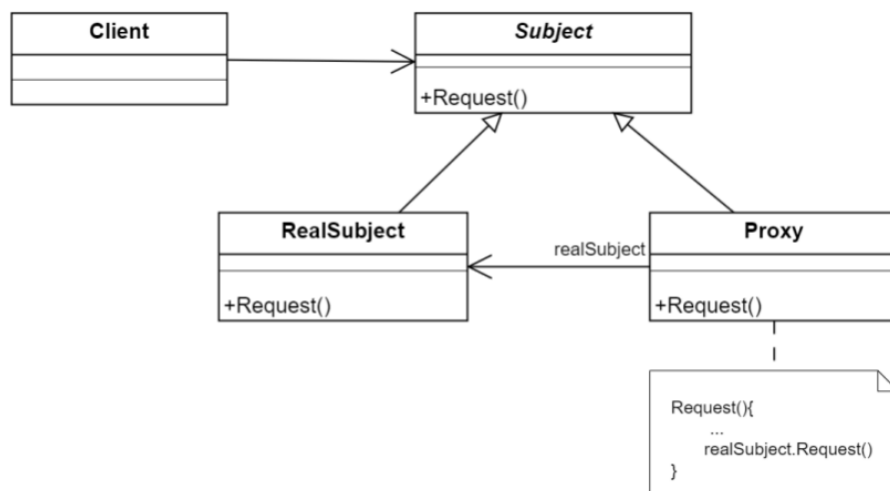 Client
Subject
+Request()
RealSubject
+Request()
realSubject
Proxy
+Request()
Request(){
...
realSubject.Request()
}